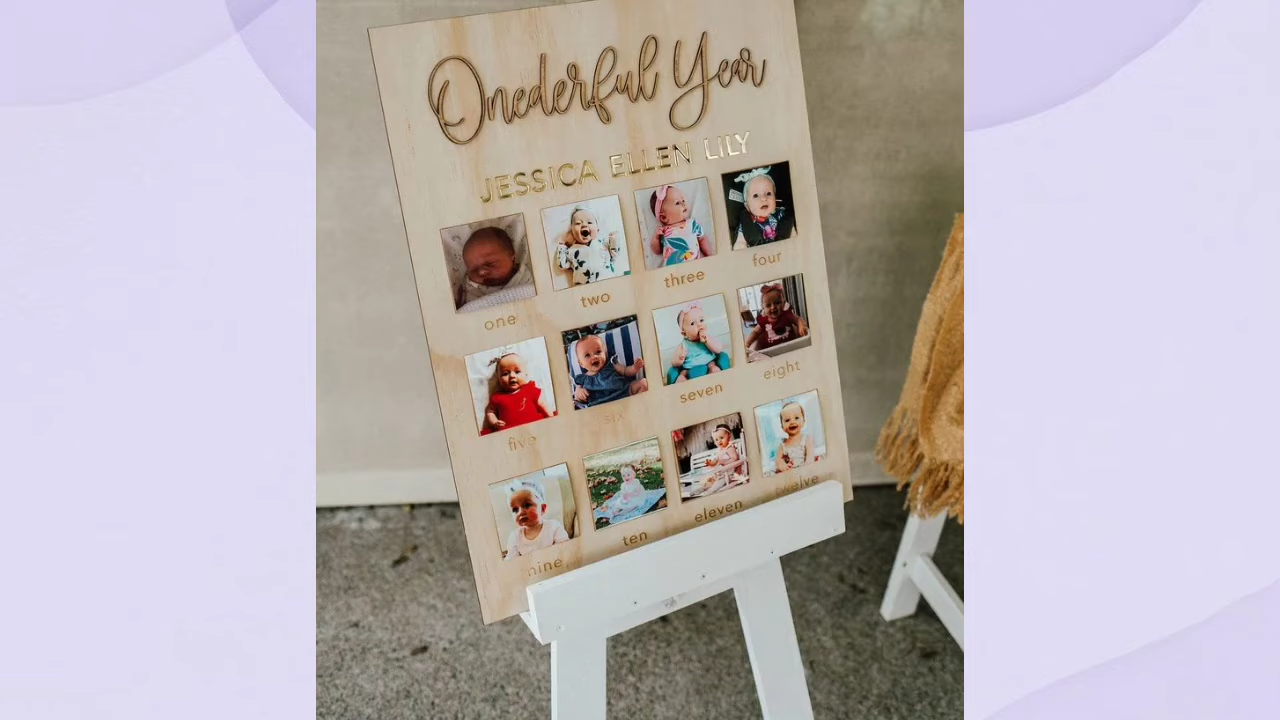 Onederful Year
JESSICA ELLEN LILY
one two three four
five six seven eight
nine ten eleven twelve